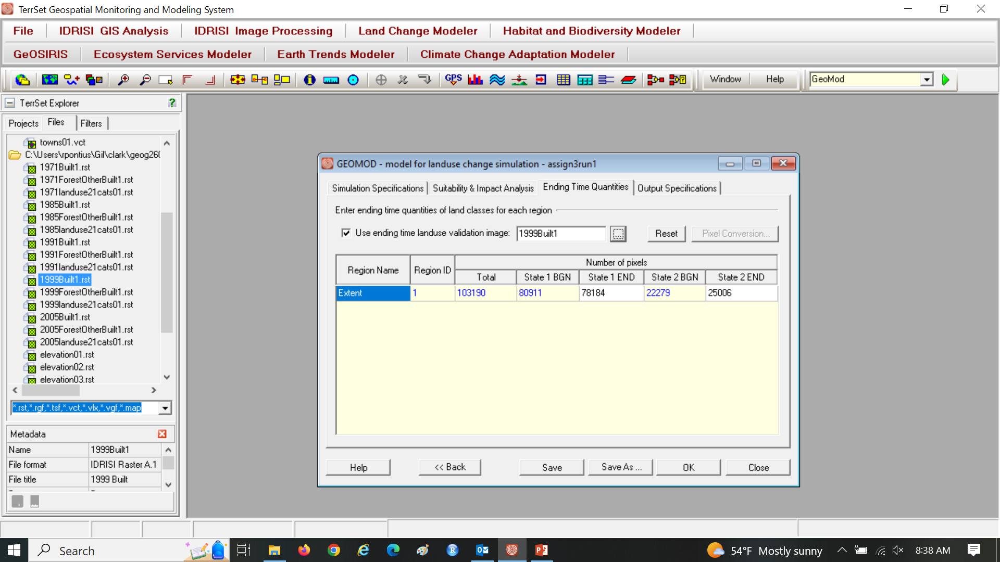 TerrSet Geospatial Monitoring and Modeling System
File IDRISI GIS Analysis IDRISI Image Processing Land Change Modeler Habitat and Biodiversity Modeler
GeOSIRIS Ecosystem Services Modeler Earth Trends Modeler Climate Change Adaptation Modeler
GPS Window Help GeoMod
TerrSet Explorer ?
Projects Files Filters
towns01.vct
C:\Users\rpontius\Gil\clark\geog260
1971Built1.rst
1971ForestOtherBuilt1.rst
1971landuse21cats01.rst
1985Built1.rst
1985ForestOtherBuilt1.rst
1985landuse21cats01.rst
1991Built1.rst
1991ForestOtherBuilt1.rst
1991landuse21cats01.rst
1999Built1.rst
1999ForestOtherBuilt1.rst
1999landuse21cats01.rst
2005Built1.rst
2005ForestOtherBuilt1.rst
2005landuse21cats01.rst
elevation01.rst
elevation02.rst
elevation03.rst
*.rst,*.rgf,*.tsf,*.vct,*.vlx,*.vgf,*.map
Metadata
Name 1999Built1
File format IDRISI Raster A.1
File title 1999 Built
GEOMOD - model for landuse change simulation - assign3run1
Simulation Specifications Suitability & Impact Analysis Ending Time Quantities Output Specifications
Enter ending time quantities of land classes for each region
Use ending time landuse validation image: 1999Built1 ... Reset Pixel Conversion...
Region Name Region ID Number of pixels
Total State 1 BGN State 1 END State 2 BGN State 2 END
Extent 1 103190 80911 78184 22279 25006
Help << Back Save Save As ... OK Close
Search 54°F Mostly sunny 8:38 AM